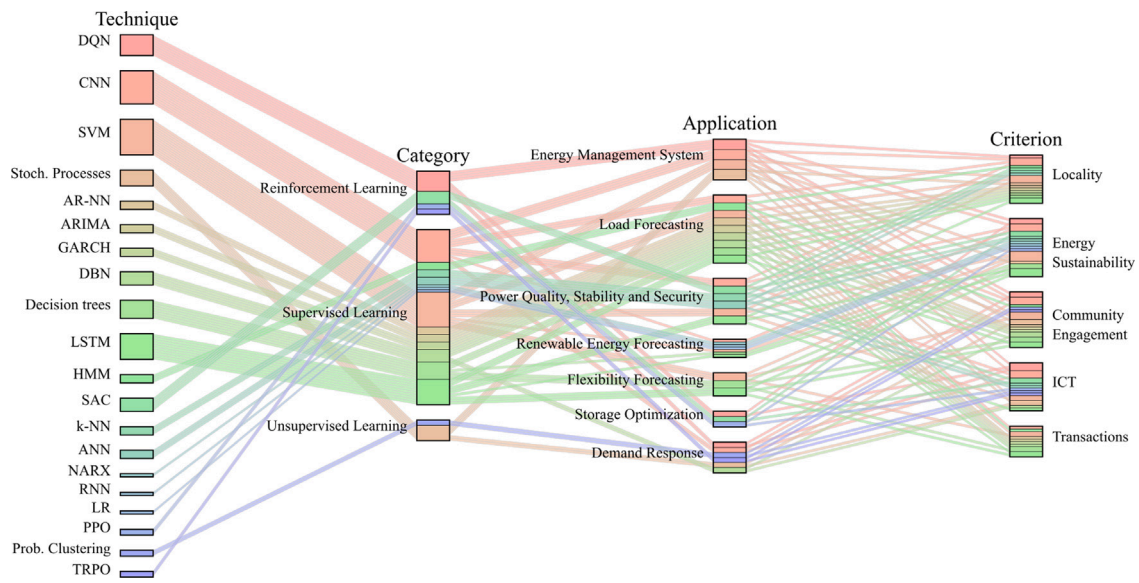 Technique
DQN
CNN
SVM
Stoch. Processes
AR-NN
ARIMA
GARCH
DBN
Decision trees
LSTM
HMM
SAC
k-NN
ANN
NARX
RNN
LR
PPO
Prob. Clustering
TRPO
Category
Reinforcement Learning
Supervised Learning
Unsupervised Learning
Application
Energy Management System
Load Forecasting
Power Quality, Stability and Security
Renewable Energy Forecasting
Flexibility Forecasting
Storage Optimization
Demand Response
Criterion
Locality
Energy
Sustainability
Community
Engagement
ICT
Transactions